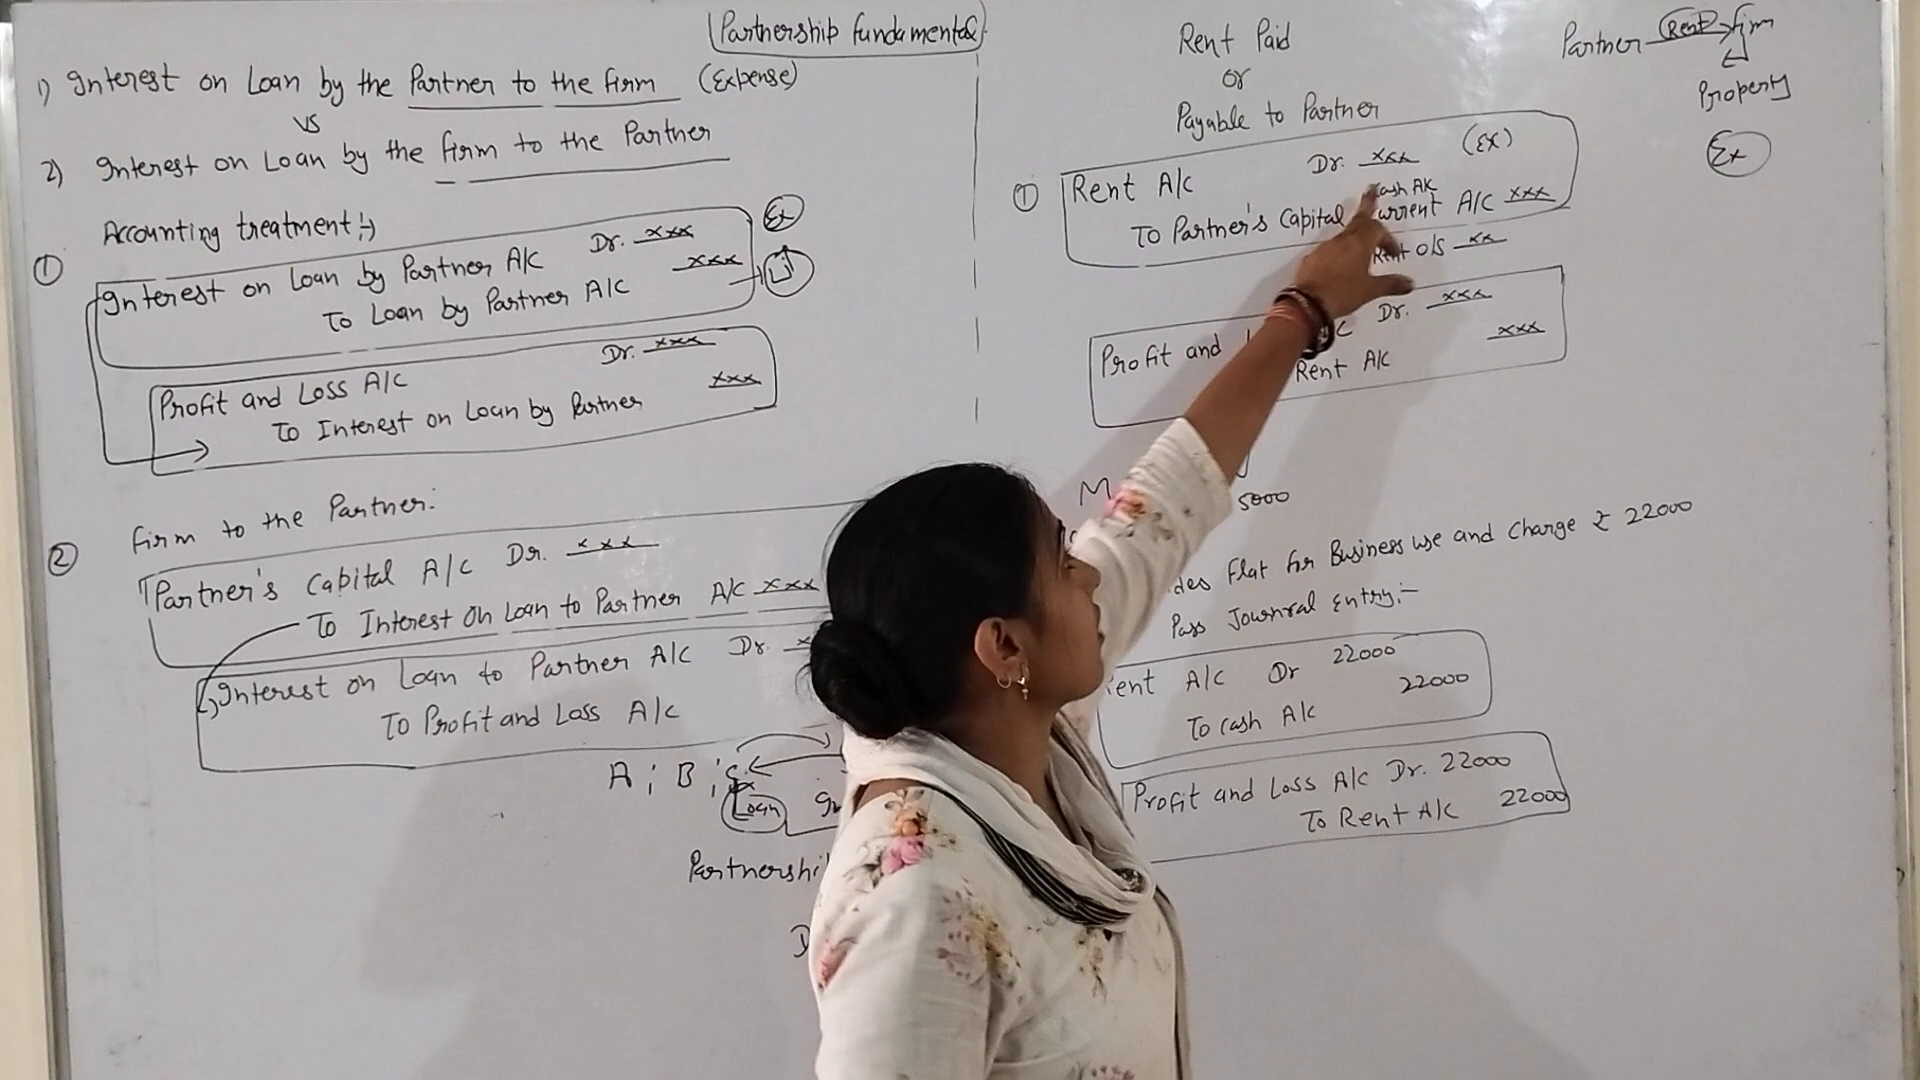 Partnership fundamental
1) Interest on Loan by the Partner to the firm (Expense)
VS
2) Interest on Loan by the firm to the Partner
Accounting treatment:-)
① Interest on Loan by Partner A/C Dr. xxx (Ex)
To Loan by Partner A/C xxx
Profit and Loss A/C Dr. xxx
To Interest on Loan by Partner xxx
② firm to the Partner:
Partner's Capital A/C Dr. xxx
To Interest on Loan to Partner A/C xxx
Interest on Loan to Partner A/C Dr.
To Profit and Loss A/C
A; B;
Loan
Rent Paid
or
Payable to Partner
Partner Rent firm
Property
Ex
① Rent A/C Dr. xxx (Ex)
Cash A/C
To Partner's Capital Current A/C xxx
Rent O/S xx
Profit and Dr. xxx
Rent A/C xxx
5000
Flat for Business use and Charge ₹ 22000
Pass Journral Entry:-
A/C Dr 22000
To Cash A/C 22000
Profit and Loss A/C Dr. 22000
To Rent A/C 22000